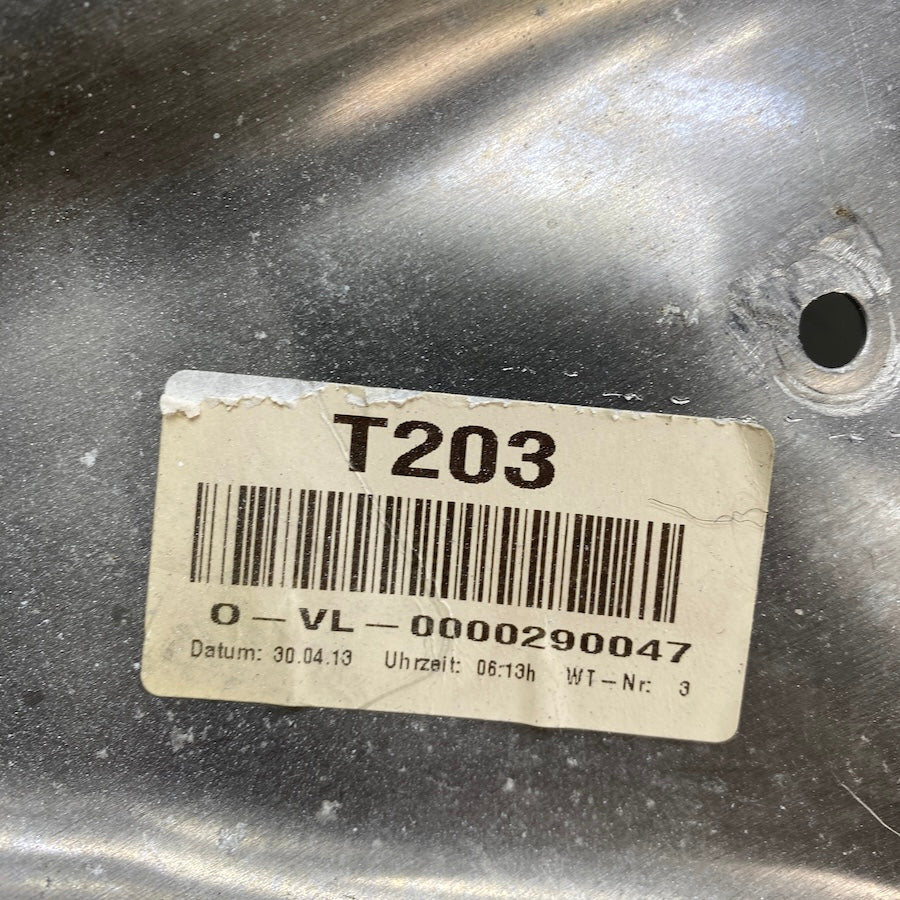 T203
O-VL-0000290047
Datum: 30.04.13 Uhrzeit: 06:13h WT-Nr: 3